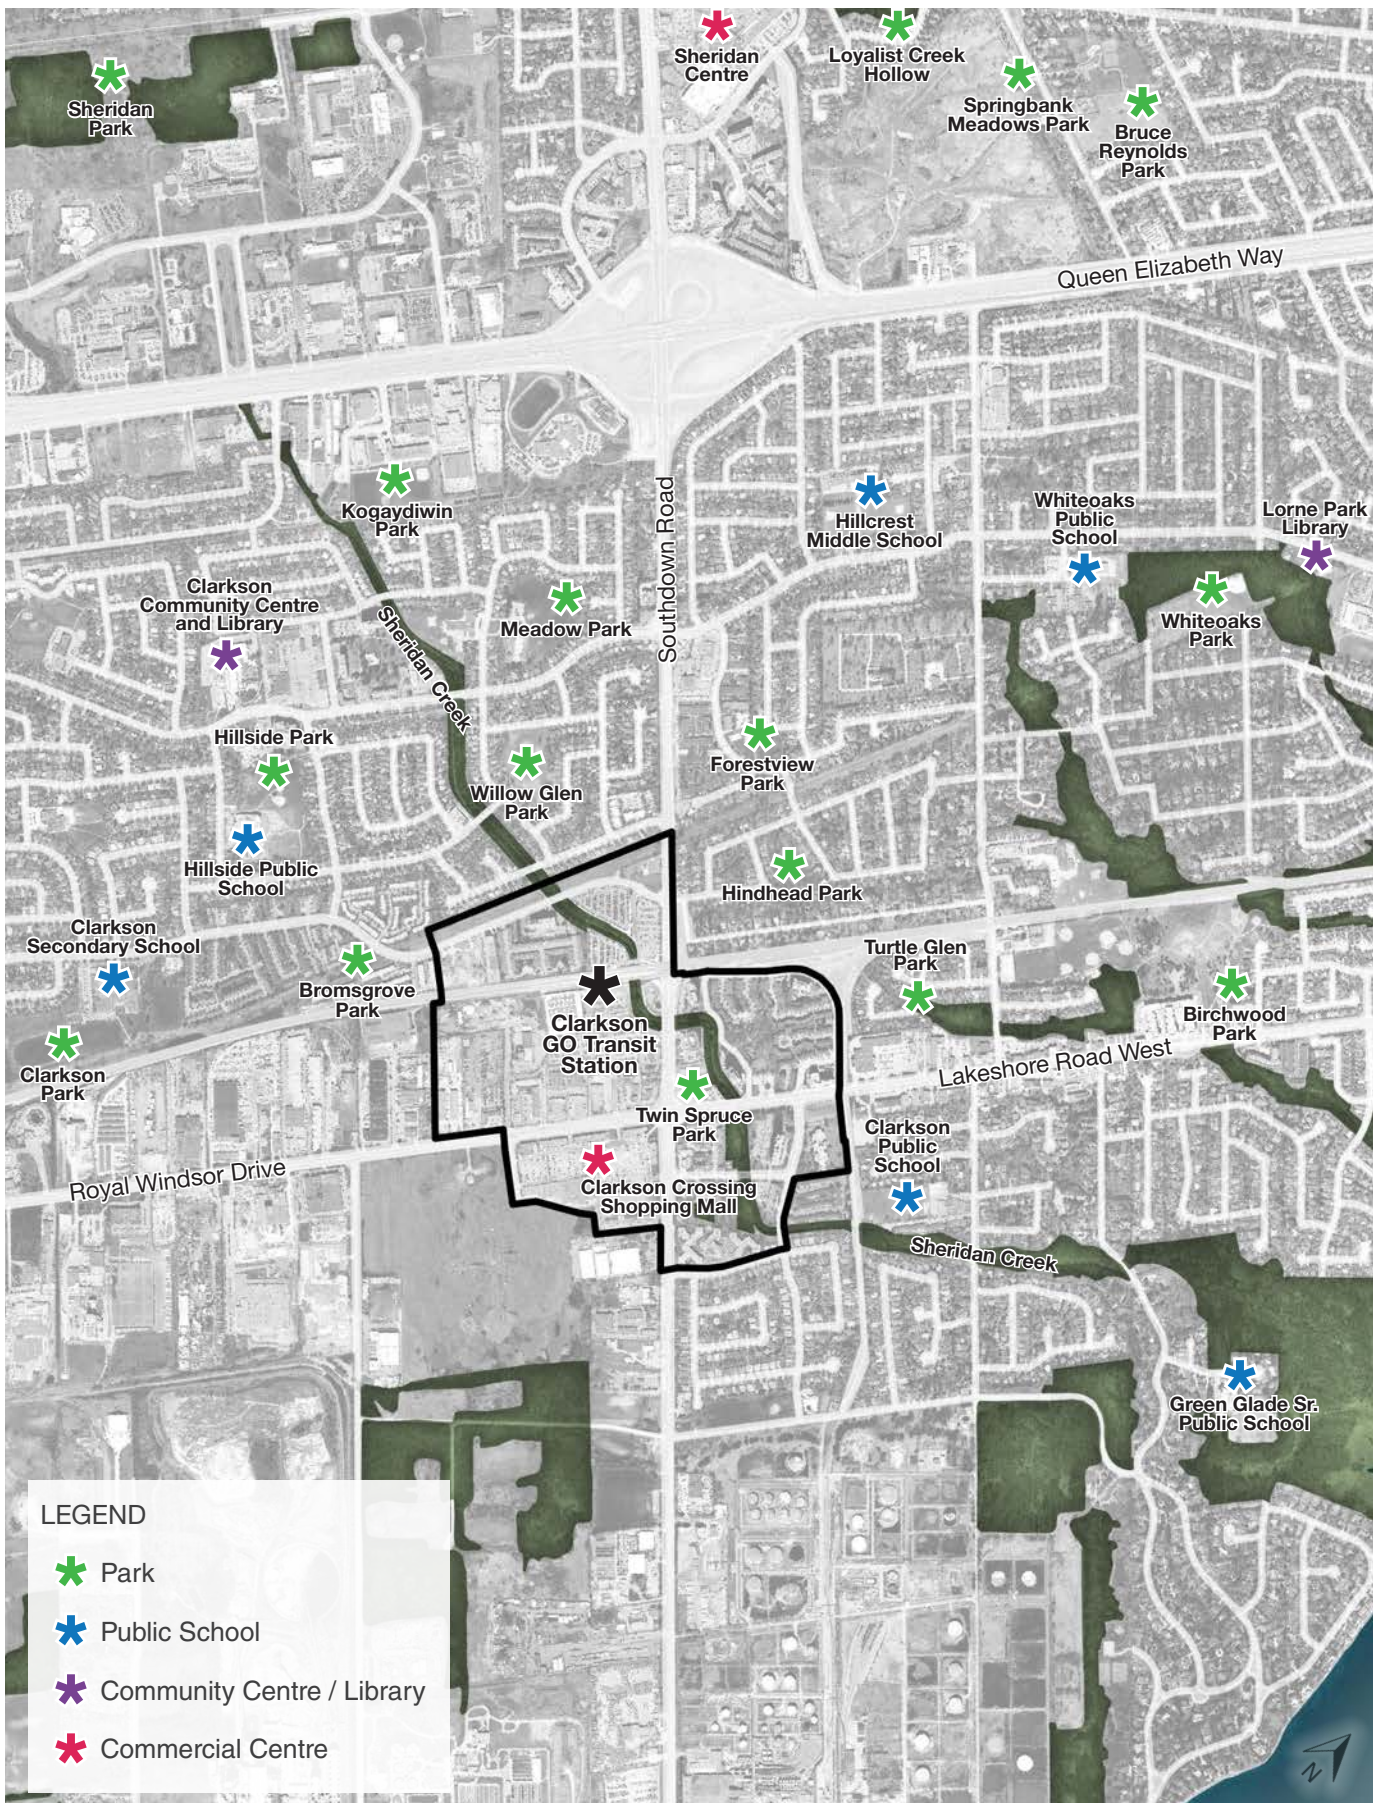 Sheridan
Centre
Loyalist Creek
Hollow
Sheridan
Park
Springbank
Meadows Park
Bruce
Reynolds
Park
Queen Elizabeth Way
Kogaydiwin
Park
Southdown Road
Hillcrest
Middle School
Whiteoaks
Public
School
Lorne Park
Library
Clarkson
Community Centre
and Library
Sheridan Creek
Meadow Park
Whiteoaks
Park
Hillside Park
Willow Glen
Park
Forestview
Park
Hillside Public
School
Hindhead Park
Clarkson
Secondary School
Bromsgrove
Park
Turtle Glen
Park
Clarkson
GO Transit
Station
Birchwood
Park
Clarkson
Park
Lakeshore Road West
Twin Spruce
Park
Clarkson
Public
School
Royal Windsor Drive
Clarkson Crossing
Shopping Mall
Sheridan Creek
Green Glade Sr.
Public School
LEGEND
Park
Public School
Community Centre / Library
Commercial Centre
N